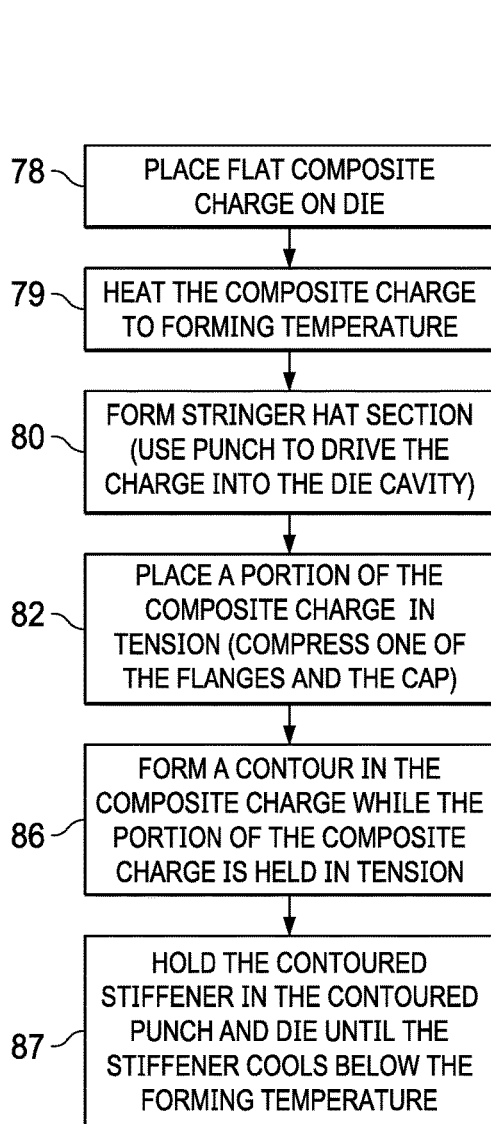 78
PLACE FLAT COMPOSITE
CHARGE ON DIE
79
HEAT THE COMPOSITE CHARGE
TO FORMING TEMPERATURE
80
FORM STRINGER HAT SECTION
(USE PUNCH TO DRIVE THE
CHARGE INTO THE DIE CAVITY)
82
PLACE A PORTION OF THE
COMPOSITE CHARGE IN
TENSION (COMPRESS ONE OF
THE FLANGES AND THE CAP)
86
FORM A CONTOUR IN THE
COMPOSITE CHARGE WHILE THE
PORTION OF THE COMPOSITE
CHARGE IS HELD IN TENSION
87
HOLD THE CONTOURED
STIFFENER IN THE CONTOURED
PUNCH AND DIE UNTIL THE
STIFFENER COOLS BELOW THE
FORMING TEMPERATURE